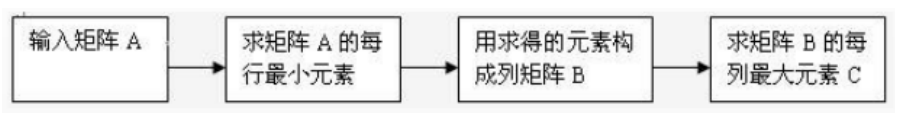 输入矩阵 A
求矩阵 A 的每
行最小元素
用求得的元素构
成列矩阵 B
求矩阵 B 的每
列最大元素 C